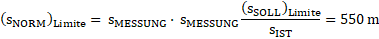 (s_NORM)_Limite = s_MESSUNG · s_MESSUNG (s_SOLL)_Limite / s_IST = 550 m